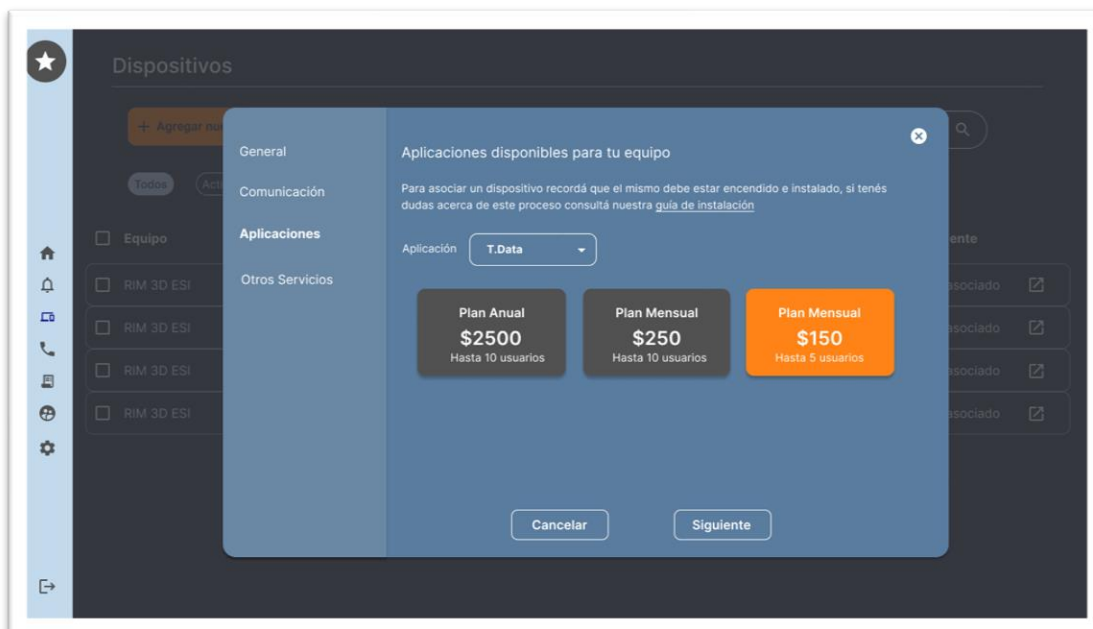 Dispositivos
+ Agregar nu
Todos
Acti
Equipo
ente
RIM 3D ESI
asociado
RIM 3D ESI
asociado
RIM 3D ESI
asociado
RIM 3D ESI
asociado
General
Comunicación
Aplicaciones
Otros Servicios
Aplicaciones disponibles para tu equipo
Para asociar un dispositivo recordá que el mismo debe estar encendido e instalado, si tenés
dudas acerca de este proceso consultá nuestra guía de instalación
Aplicación
T.Data
Plan Anual
$2500
Hasta 10 usuarios
Plan Mensual
$250
Hasta 10 usuarios
Plan Mensual
$150
Hasta 5 usuarios
Cancelar
Siguiente